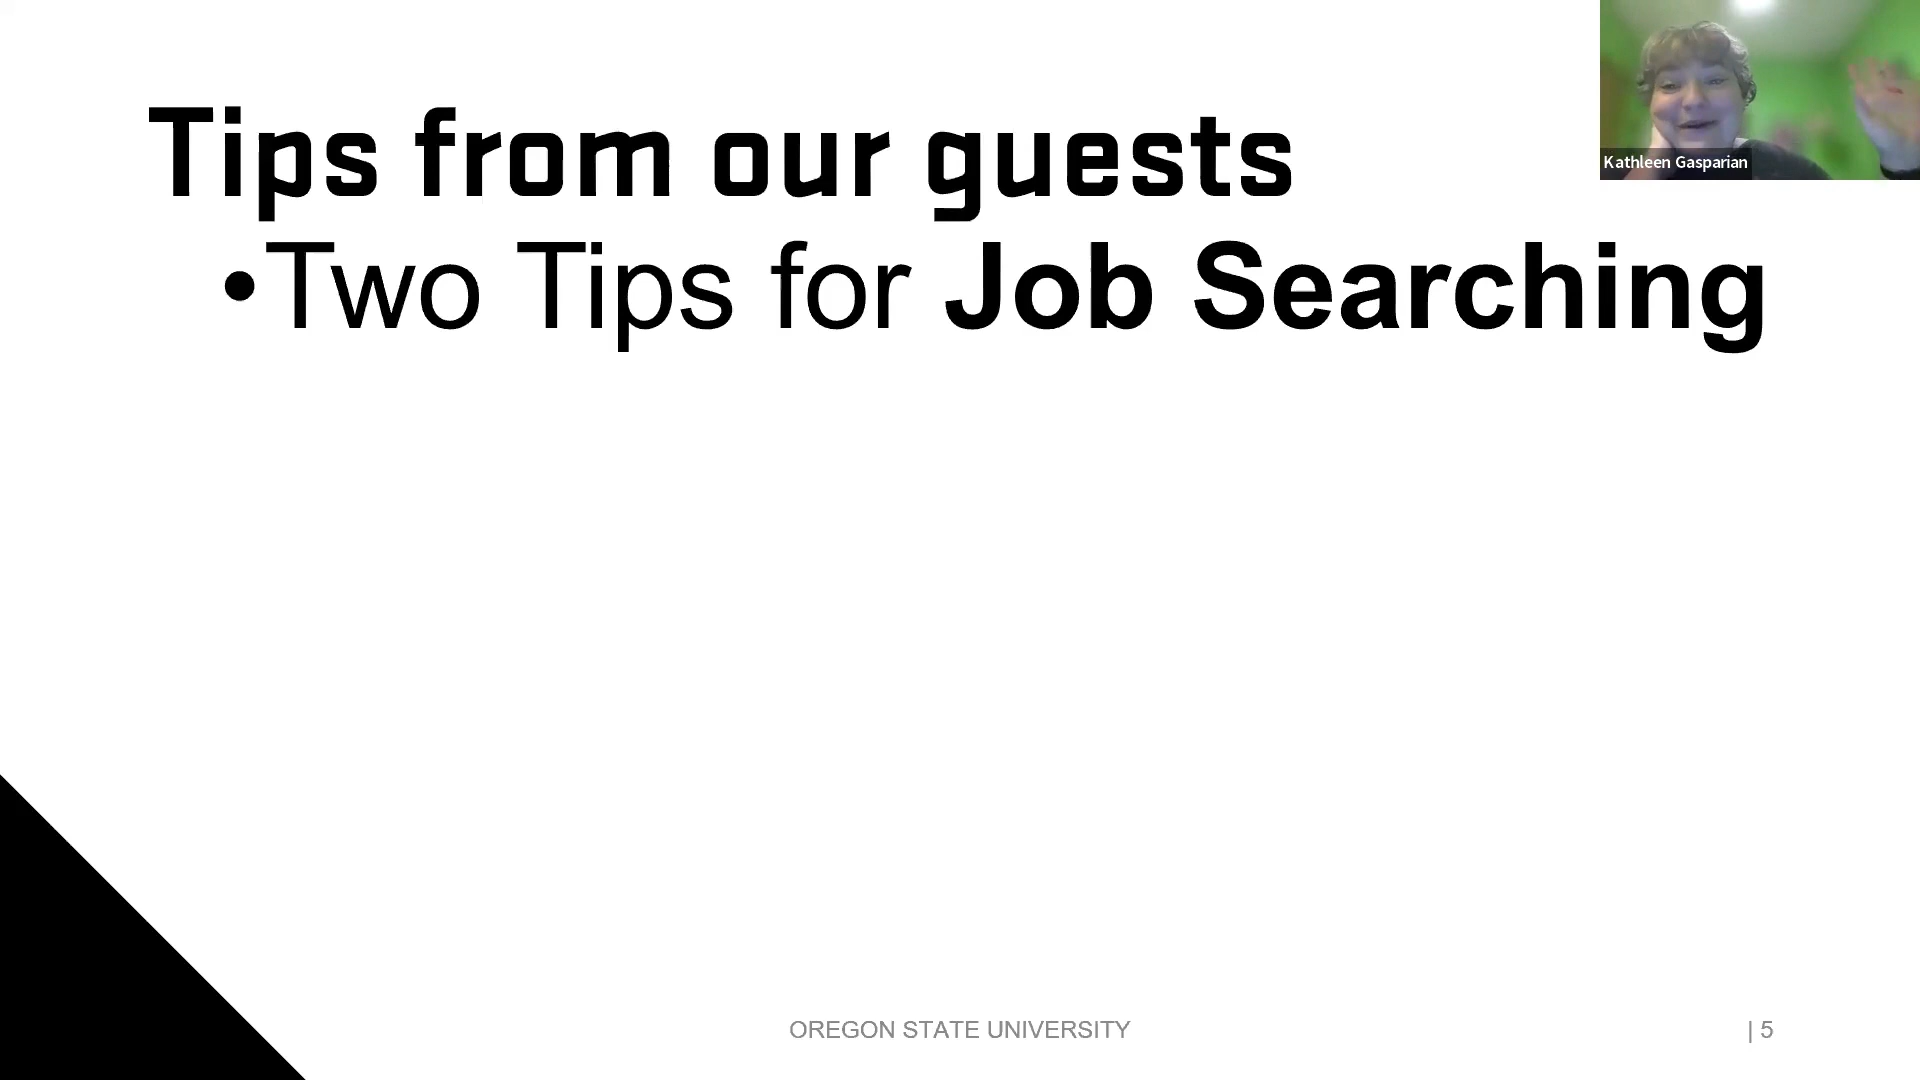 Tips from our guests
•Two Tips for Job Searching
Kathleen Gasparian
OREGON STATE UNIVERSITY
| 5